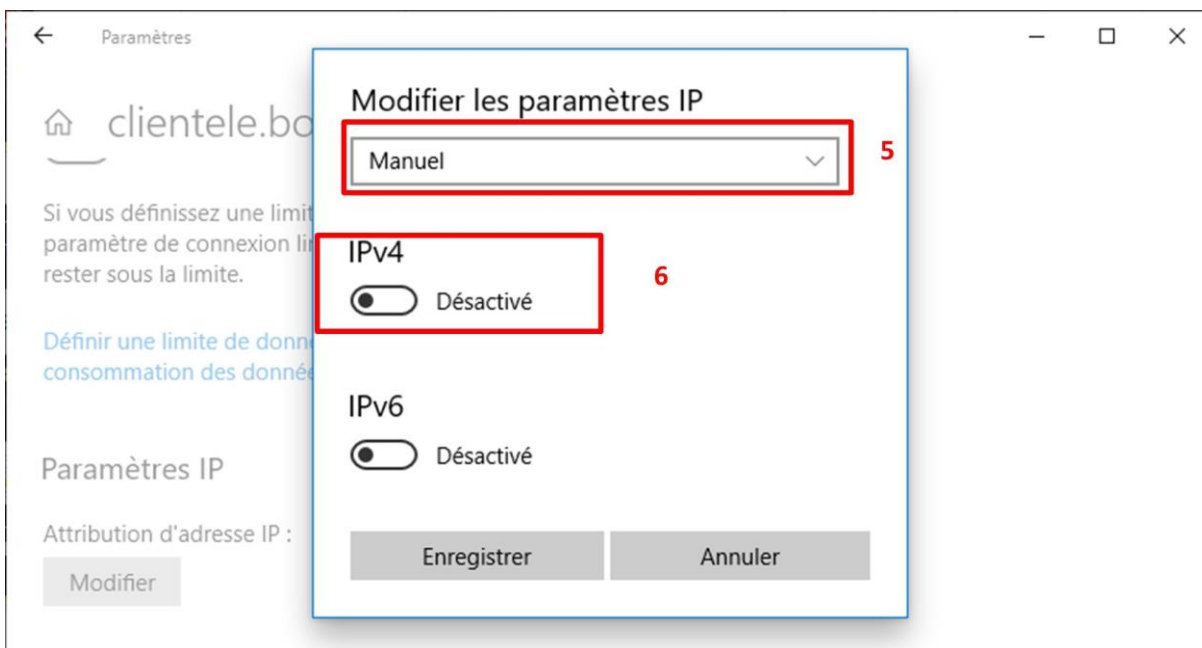 Paramètres
clientele.bo
Si vous définissez une limit
paramètre de connexion li
rester sous la limite.
Définir une limite de donn
consommation des donnée
Paramètres IP
Attribution d'adresse IP :
Modifier
Modifier les paramètres IP
Manuel
5
IPv4
Désactivé
6
IPv6
Désactivé
Enregistrer Annuler